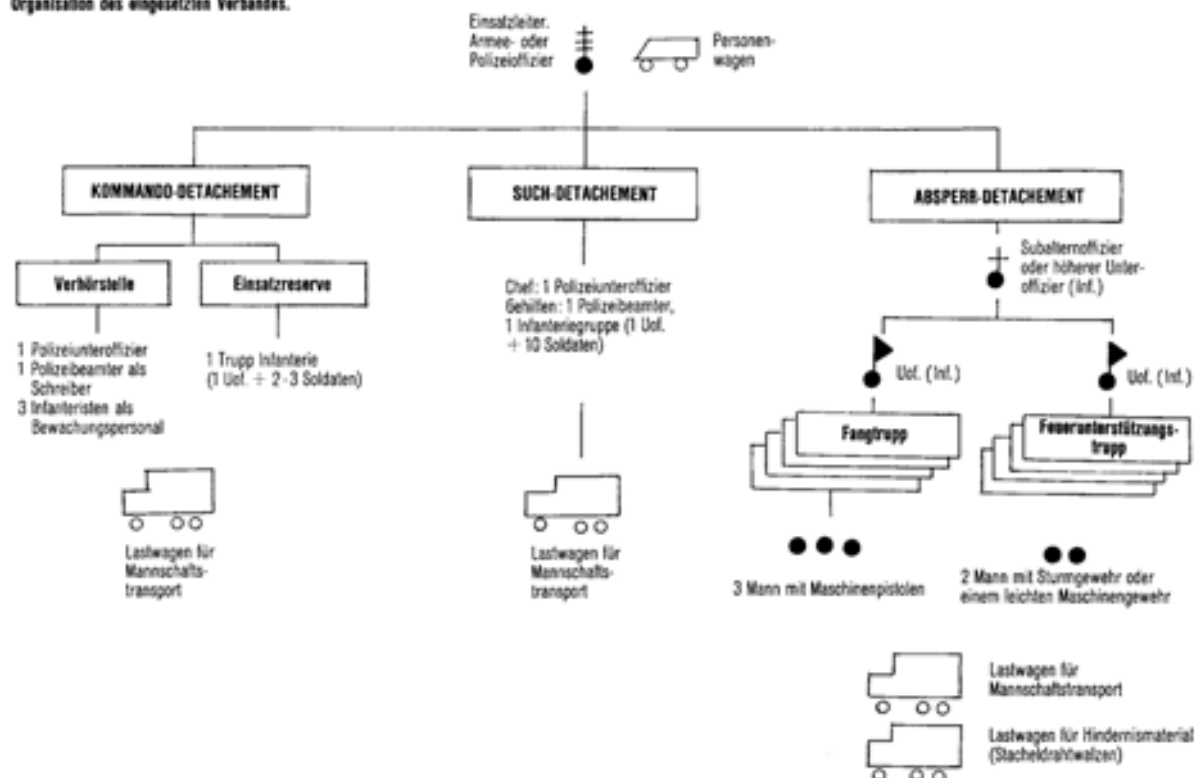 Organisation des eingesetzten Verbandes.
Einsatzleiter.
Armee- oder
Polizeioffizier
Personen-
wagen
KOMMANDO-DETACHEMENT
SUCH-DETACHEMENT
ABSPERR-DETACHEMENT
Verhörstelle
Einsatzreserve
1 Polizeiunteroffizier
1 Polizeibeamter als
Schreiber
3 Infanteristen als
Bewachungspersonal
1 Trupp Infanterie
(1 Uof. + 2-3 Soldaten)
Lastwagen für
Mannschafts-
transport
Chef: 1 Polizeiunteroffizier
Gehilfen: 1 Polizeibeamter,
1 Infanteriegruppe (1 Uof.
+ 10 Soldaten)
Lastwagen für
Mannschafts-
transport
Subalternoffizier
oder höherer Unter-
offizier (Inf.)
Uof. (Inf.)
Uof. (Inf.)
Fangtrupp
Feuerunterstützungs-
trupp
3 Mann mit Maschinenpistolen
2 Mann mit Sturmgewehr oder
einem leichten Maschinengewehr
Lastwagen für
Mannschaftstransport
Lastwagen für Hindernismaterial
(Stacheldrahtwalzen)